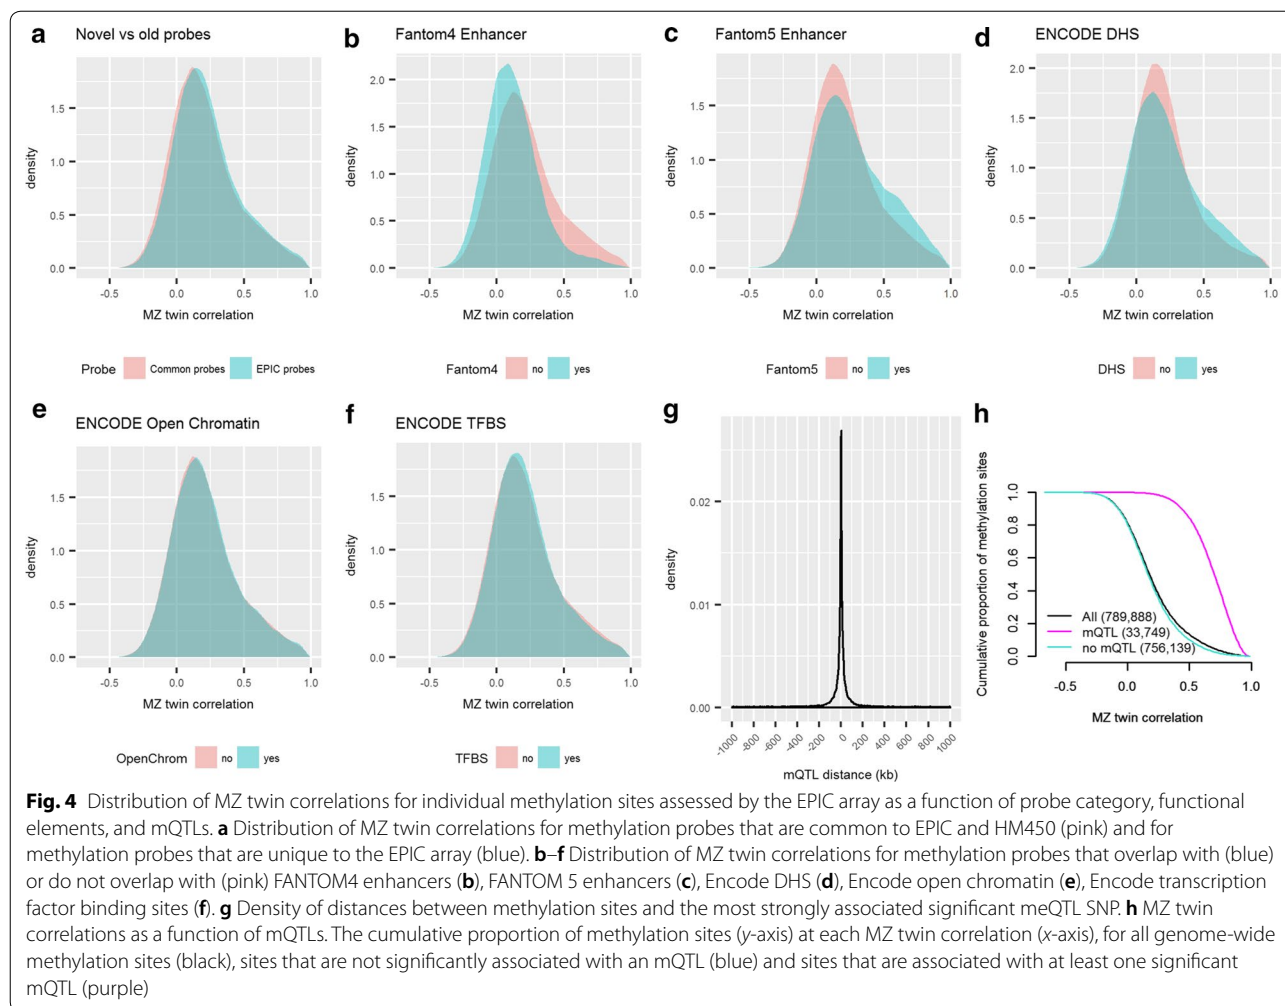 a Novel vs old probes
density
1.5
1.0
0.5
0.0
-0.5 0.0 0.5 1.0
MZ twin correlation
Probe Common probes EPIC probes
b Fantom4 Enhancer
density
2.0
1.5
1.0
0.5
0.0
-0.5 0.0 0.5 1.0
MZ twin correlation
Fantom4 no yes
c Fantom5 Enhancer
density
1.5
1.0
0.5
0.0
-0.5 0.0 0.5 1.0
MZ twin correlation
Fantom5 no yes
d ENCODE DHS
density
2.0
1.5
1.0
0.5
0.0
-0.5 0.0 0.5 1.0
MZ twin correlation
DHS no yes
e ENCODE Open Chromatin
density
1.5
1.0
0.5
0.0
-0.5 0.0 0.5 1.0
MZ twin correlation
OpenChrom no yes
f ENCODE TFBS
density
1.5
1.0
0.5
0.0
-0.5 0.0 0.5 1.0
MZ twin correlation
TFBS no yes
g
density
0.02
0.01
0.00
-1000 -800 -600 -400 -200 0 200 400 600 800 1000
mQTL distance (kb)
h
Cumulative proportion of methylation sites
1.0
0.8
0.6
0.4
0.2
0.0
All (789,888)
mQTL (33,749)
no mQTL (756,139)
-0.5 0.0 0.5 1.0
MZ twin correlation
Fig. 4 Distribution of MZ twin correlations for individual methylation sites assessed by the EPIC array as a function of probe category, functional
elements, and mQTLs. a Distribution of MZ twin correlations for methylation probes that are common to EPIC and HM450 (pink) and for
methylation probes that are unique to the EPIC array (blue). b–f Distribution of MZ twin correlations for methylation probes that overlap with (blue)
or do not overlap with (pink) FANTOM4 enhancers (b), FANTOM 5 enhancers (c), Encode DHS (d), Encode open chromatin (e), Encode transcription
factor binding sites (f). g Density of distances between methylation sites and the most strongly associated significant meQTL SNP. h MZ twin
correlations as a function of mQTLs. The cumulative proportion of methylation sites (y-axis) at each MZ twin correlation (x-axis), for all genome-wide
methylation sites (black), sites that are not significantly associated with an mQTL (blue) and sites that are associated with at least one significant
mQTL (purple)